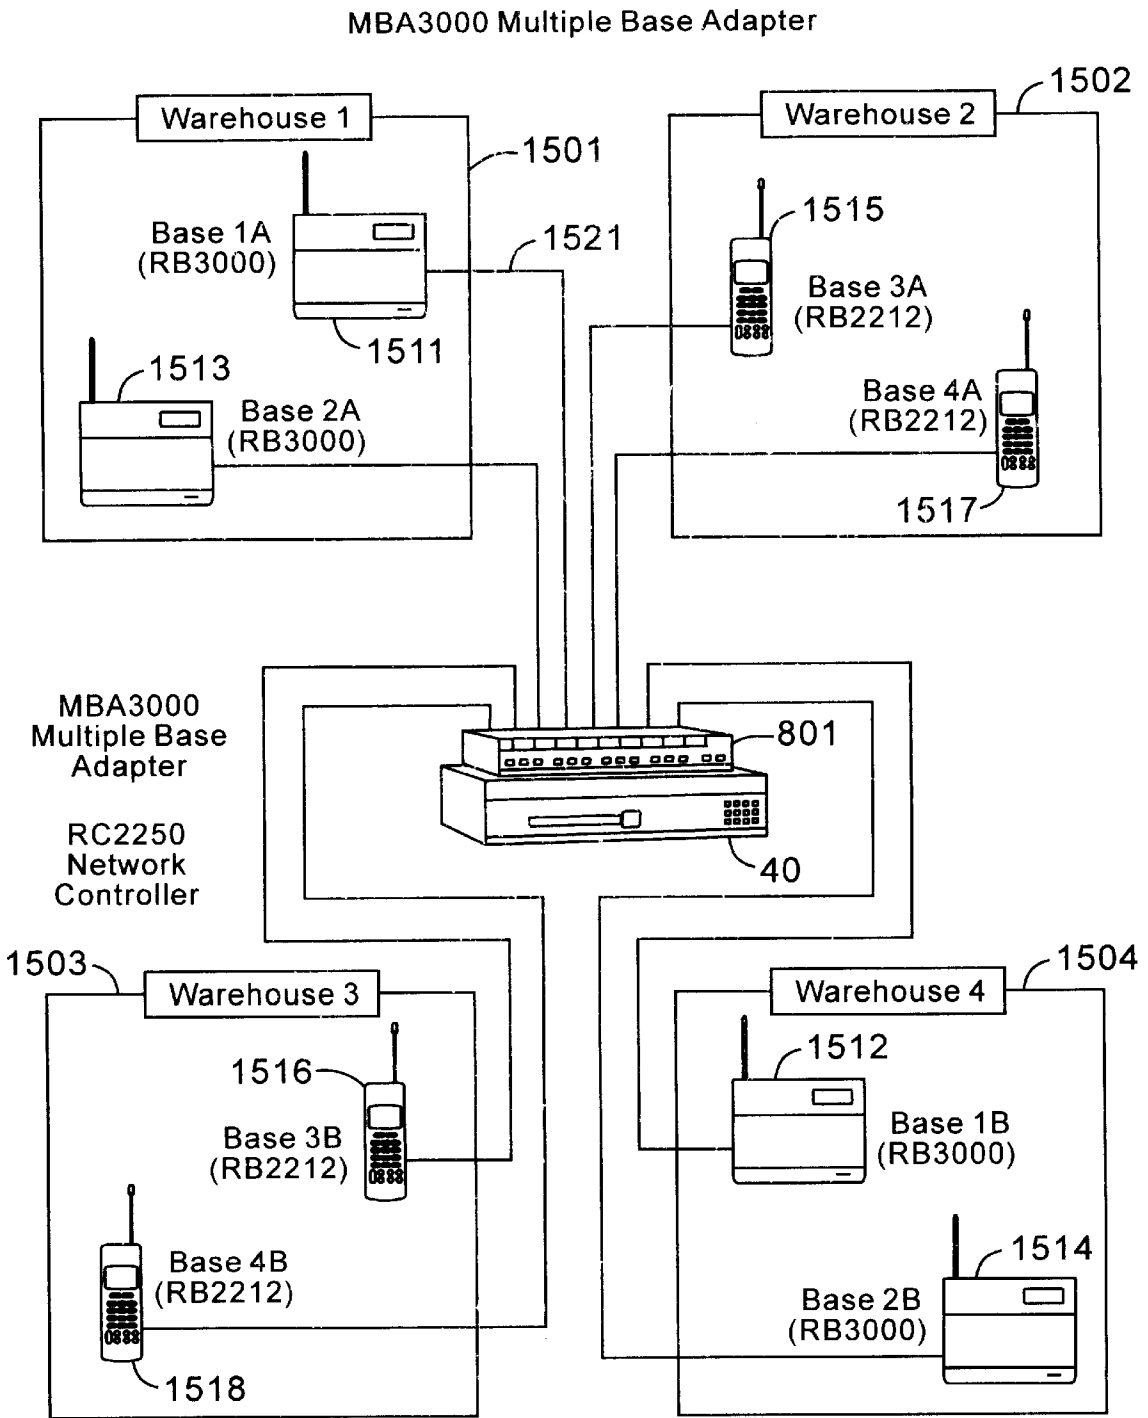 MBA3000 Multiple Base Adapter
Warehouse 1
1501
Base 1A
(RB3000)
1521
1511
1513
Base 2A
(RB3000)
Warehouse 2
1502
1515
Base 3A
(RB2212)
Base 4A
(RB2212)
1517
MBA3000
Multiple Base
Adapter
801
RC2250
Network
Controller
40
1503
Warehouse 3
1516
Base 3B
(RB2212)
Base 4B
(RB2212)
1518
Warehouse 4
1504
1512
Base 1B
(RB3000)
1514
Base 2B
(RB3000)